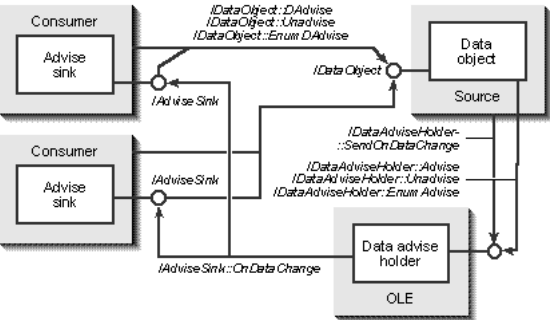 Consumer
Advise
sink
IDataObject::DAdvise
IDataObject::Unadvise
IDataObject::Enum DAdvise
IDataObject
Data
object
Source
IAdviseSink
Consumer
Advise
sink
IAdviseSink
IDataAdviseHolder-
::SendOnDataChange
IDataAdviseHolder::Advise
IDataAdviseHolder::Unadvise
IDataAdviseHolder::Enum Advise
IAdviseSink::OnDataChange
Data advise
holder
OLE